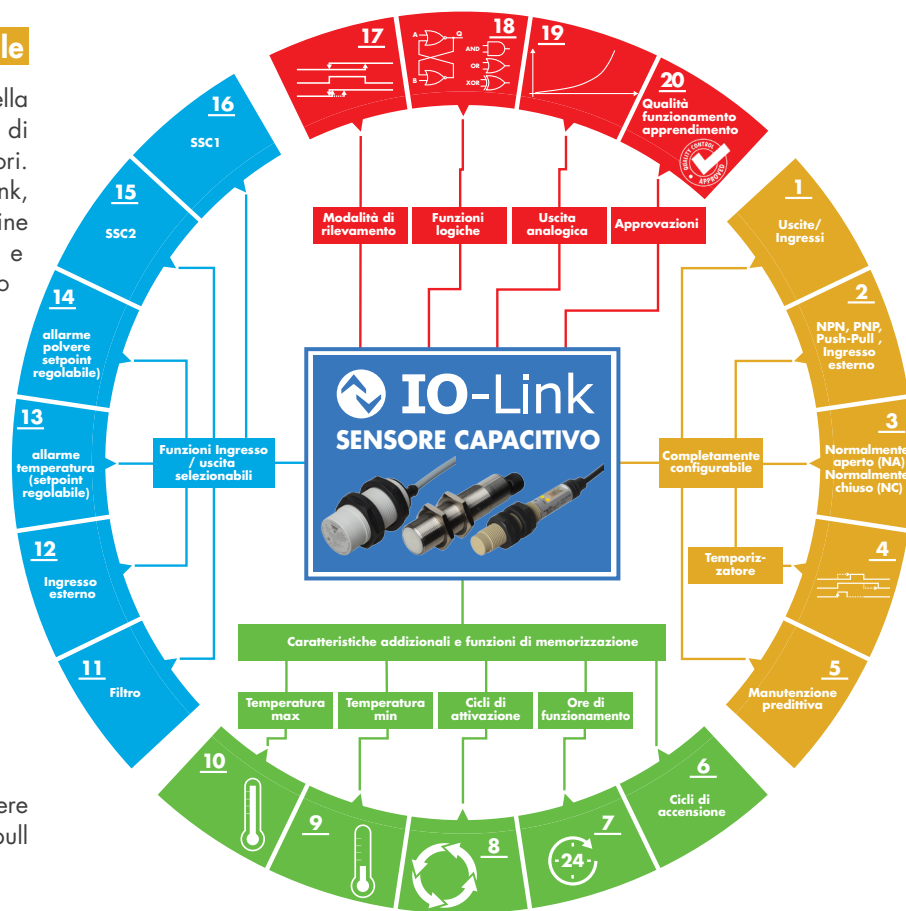 le
ella
di
ori.
ink,
ine
e
o
ere
oull
17
18
A
Q
B
AND
OR
XOR
19
20
Qualità
funzionamento
apprendimento
QUALITY CONTROL
APPROVED
Modalità di
rilevamento
Funzioni
logiche
Uscita
analogica
Approvazioni
16
SSC1
15
SSC2
14
allarme
polvere
setpoint
regolabile)
13
allarme
temperatura
(setpoint
regolabile)
12
Ingresso
esterno
11
Filtro
Funzioni Ingresso
/ uscita
selezionabili
IO-Link
SENSORE CAPACITIVO
Completamente
configurabile
Temporiz-
zatore
1
Uscite/
Ingressi
2
NPN, PNP,
Push-Pull ,
Ingresso
esterno
3
Normalmente
aperto (NA)
Normalmente
chiuso (NC)
4
5
Manutenzione
predittiva
Caratteristiche addizionali e funzioni di memorizzazione
Temperatura
max
Temperatura
min
Cicli di
attivazione
Ore di
funzionamento
10
9
8
7
-24-
6
Cicli di
accensione